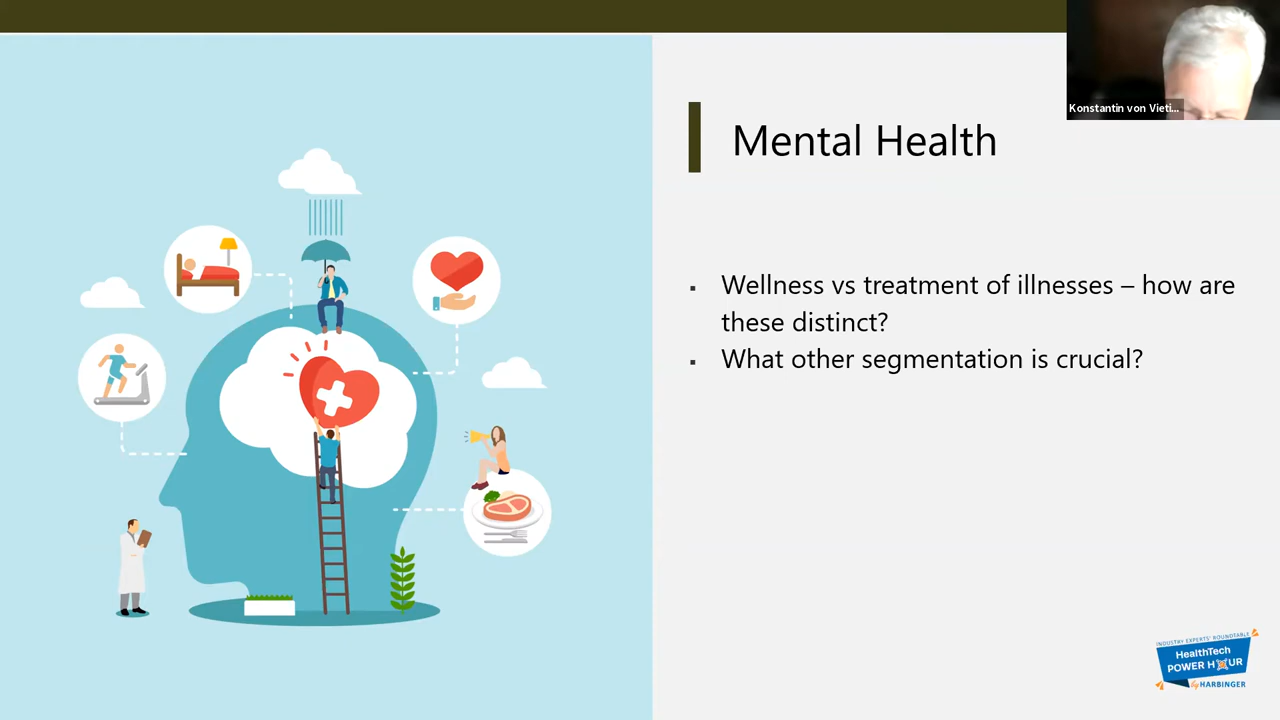 Konstantin von Vieti...
Mental Health
▪ Wellness vs treatment of illnesses – how are
these distinct?
▪ What other segmentation is crucial?
INDUSTRY EXPERTS' ROUNDTABLE
HealthTech
POWER HOUR
by HARBINGER